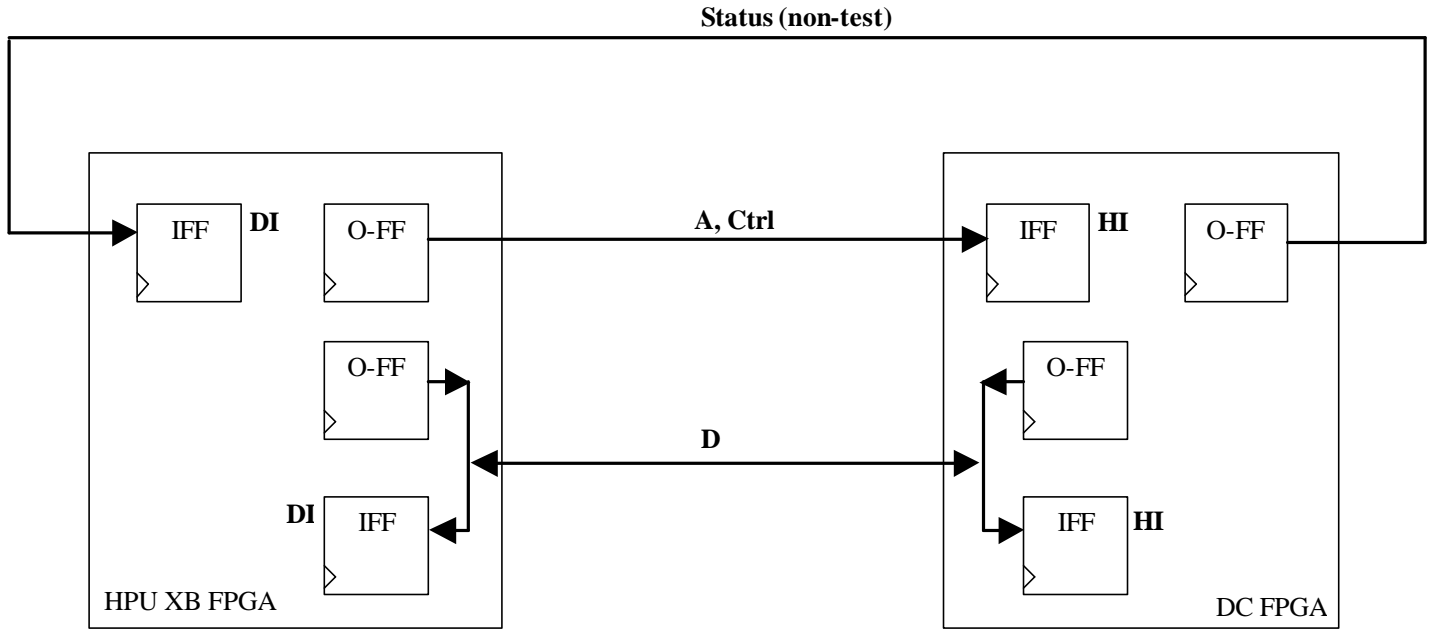 Status (non-test)
IFF
DI
O-FF
A, Ctrl
IFF
HI
O-FF
O-FF
O-FF
D
DI
IFF
IFF
HI
HPU XB FPGA
DC FPGA